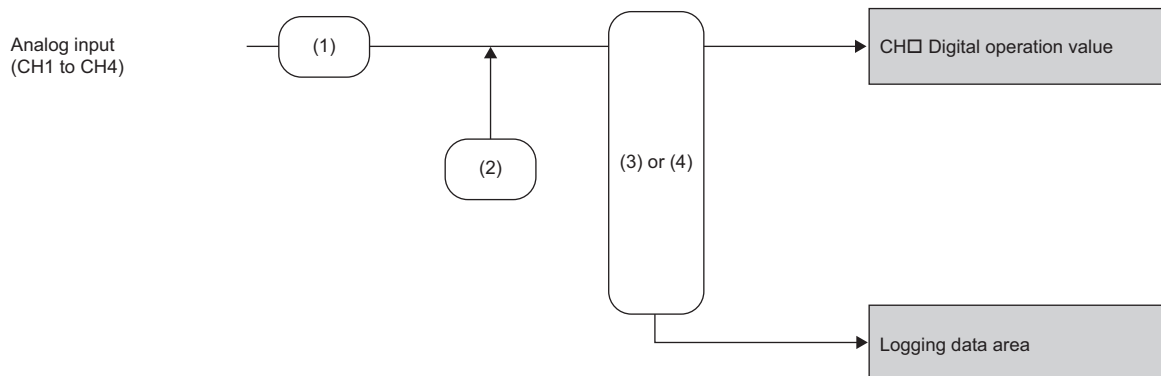 Analog input
(CH1 to CH4)
(1)
CH□ Digital operation value
(2)
(3) or (4)
Logging data area